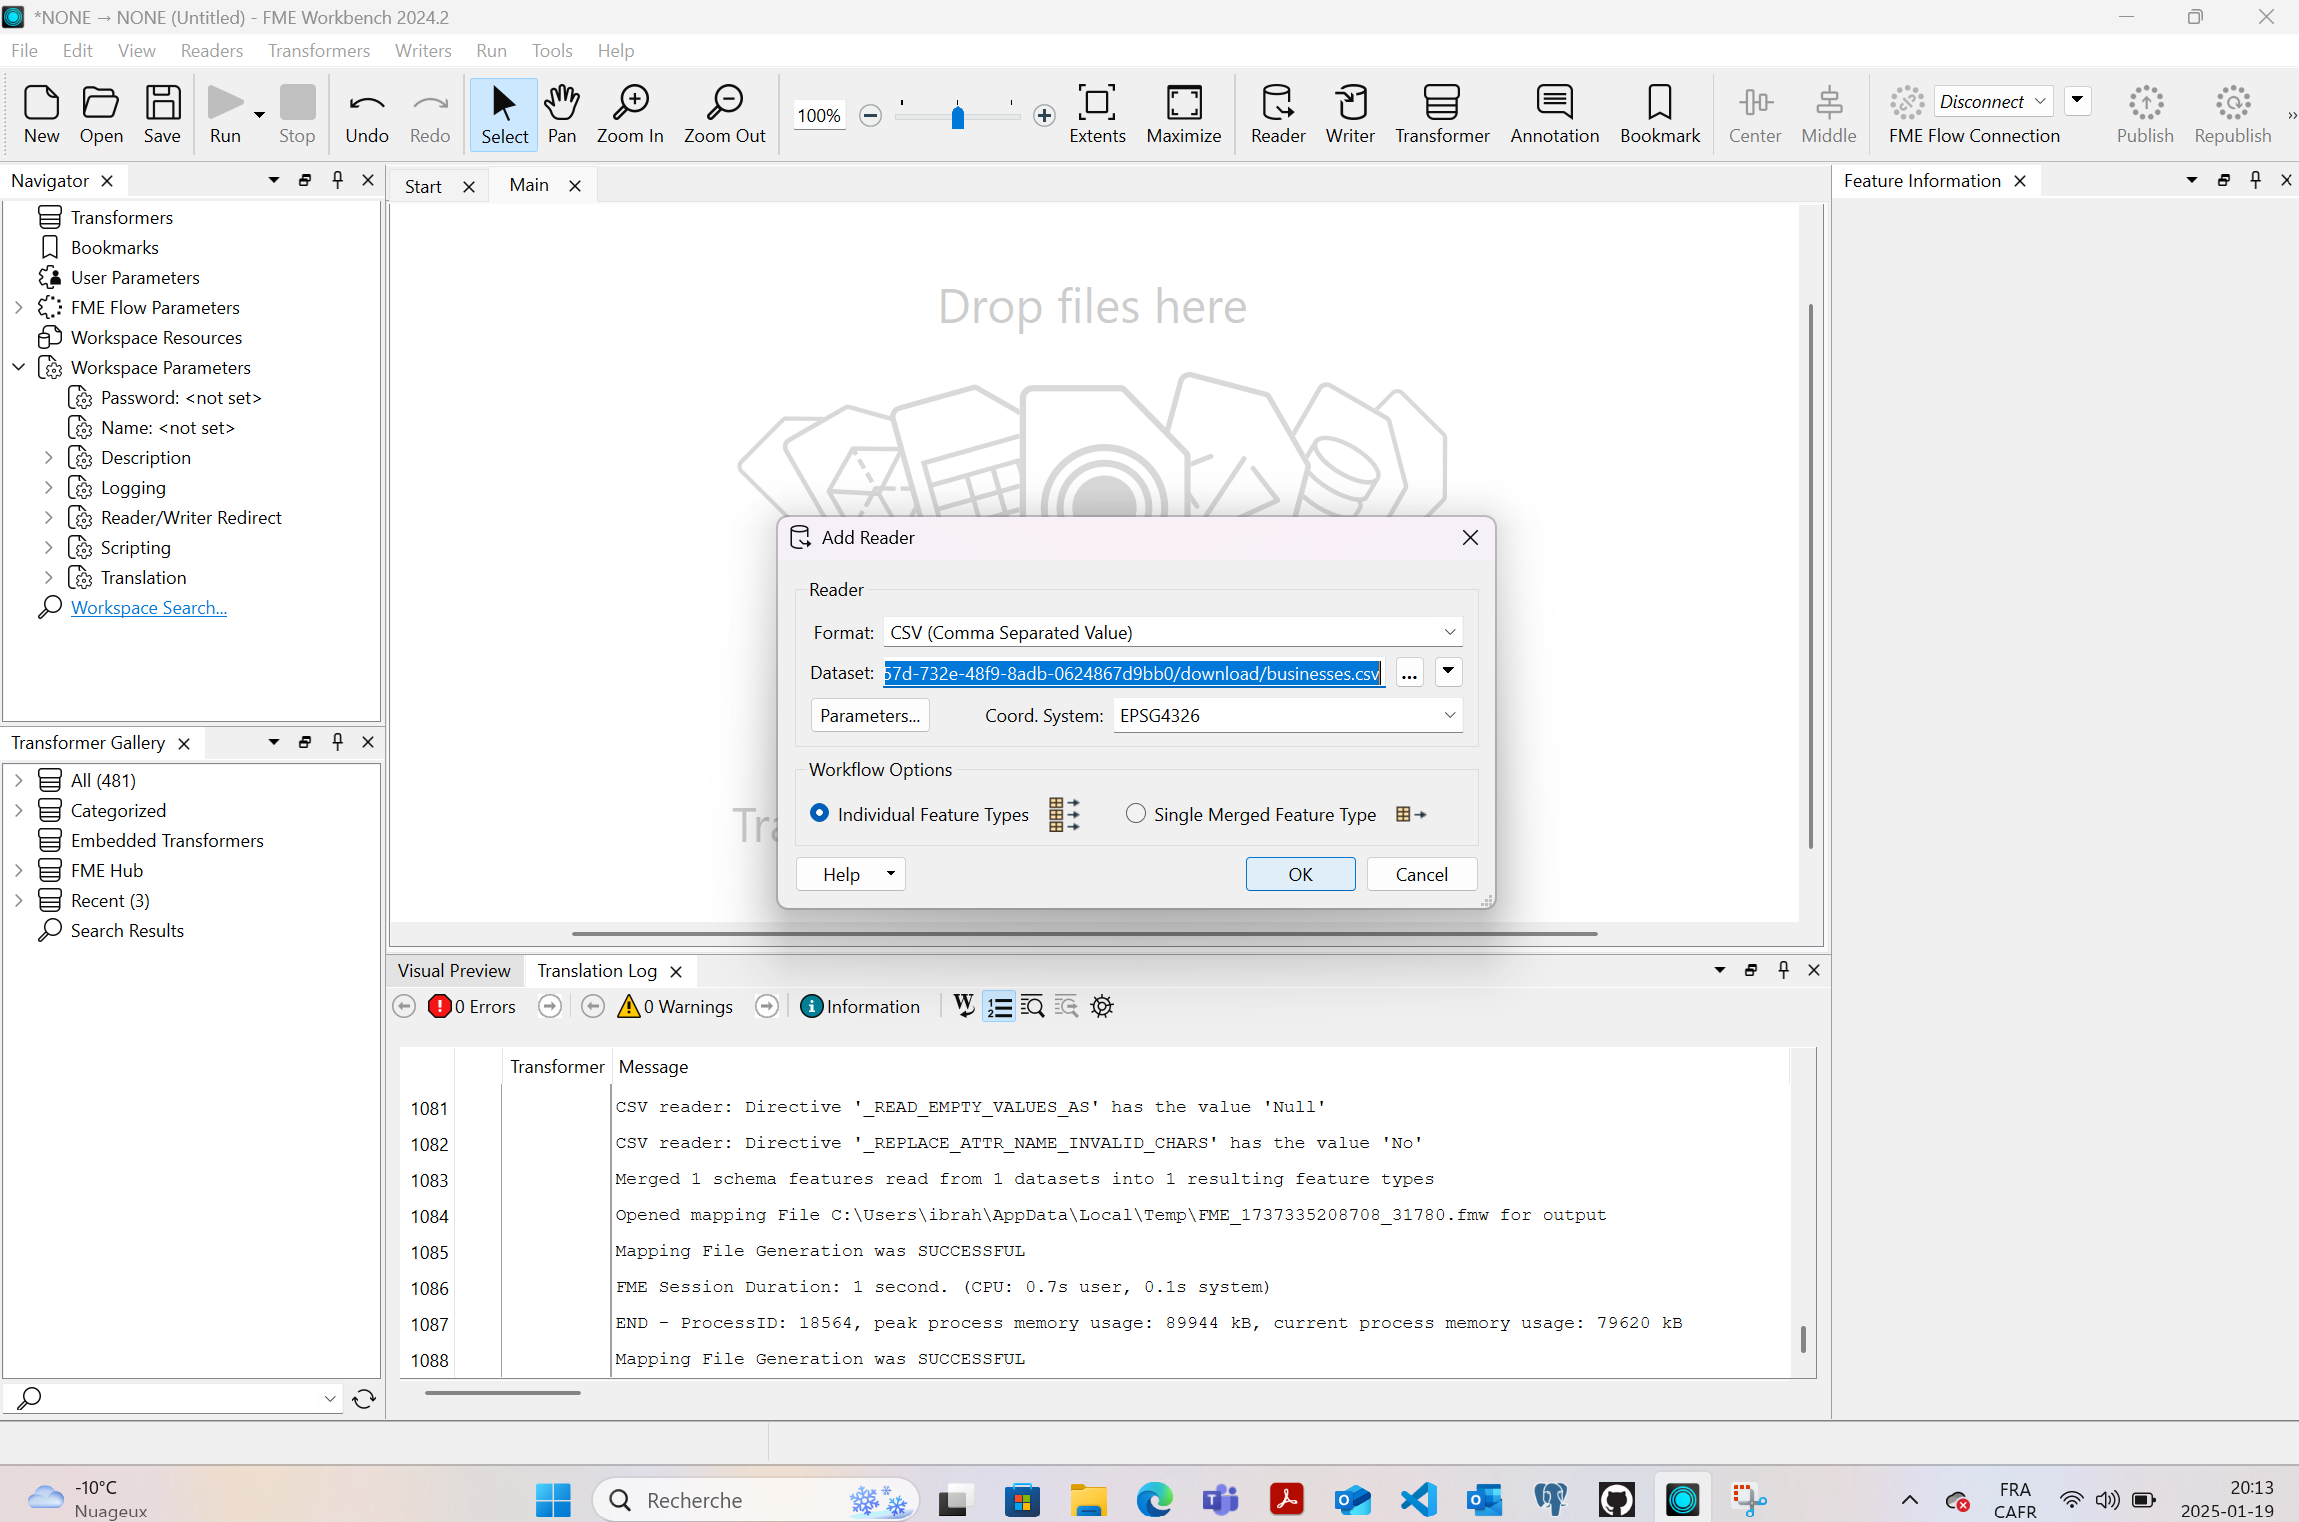 *NONE → NONE (Untitled) - FME Workbench 2024.2
File Edit View Readers Transformers Writers Run Tools Help
New Open Save Run Stop Undo Redo Select Pan Zoom In Zoom Out 100% Extents Maximize Reader Writer Transformer Annotation Bookmark Center Middle Disconnect FME Flow Connection Publish Republish »
Navigator
Transformers
Bookmarks
User Parameters
FME Flow Parameters
Workspace Resources
Workspace Parameters
Password: <not set>
Name: <not set>
Description
Logging
Reader/Writer Redirect
Scripting
Translation
Workspace Search...
Transformer Gallery
All (481)
Categorized
Embedded Transformers
FME Hub
Recent (3)
Search Results
Start Main
Drop files here
Tra
Add Reader
Reader
Format: CSV (Comma Separated Value)
Dataset: 57d-732e-48f9-8adb-0624867d9bb0/download/businesses.csv ...
Parameters... Coord. System: EPSG4326
Workflow Options
Individual Feature Types Single Merged Feature Type
Help OK Cancel
Feature Information
Visual Preview Translation Log
0 Errors 0 Warnings Information
Transformer Message
1081 CSV reader: Directive '_READ_EMPTY_VALUES_AS' has the value 'Null'
1082 CSV reader: Directive '_REPLACE_ATTR_NAME_INVALID_CHARS' has the value 'No'
1083 Merged 1 schema features read from 1 datasets into 1 resulting feature types
1084 Opened mapping File C:\Users\ibrah\AppData\Local\Temp\FME_1737335208708_31780.fmw for output
1085 Mapping File Generation was SUCCESSFUL
1086 FME Session Duration: 1 second. (CPU: 0.7s user, 0.1s system)
1087 END - ProcessID: 18564, peak process memory usage: 89944 kB, current process memory usage: 79620 kB
1088 Mapping File Generation was SUCCESSFUL
-10°C
Nuageux
Recherche
FRA
CAFR
20:13
2025-01-19